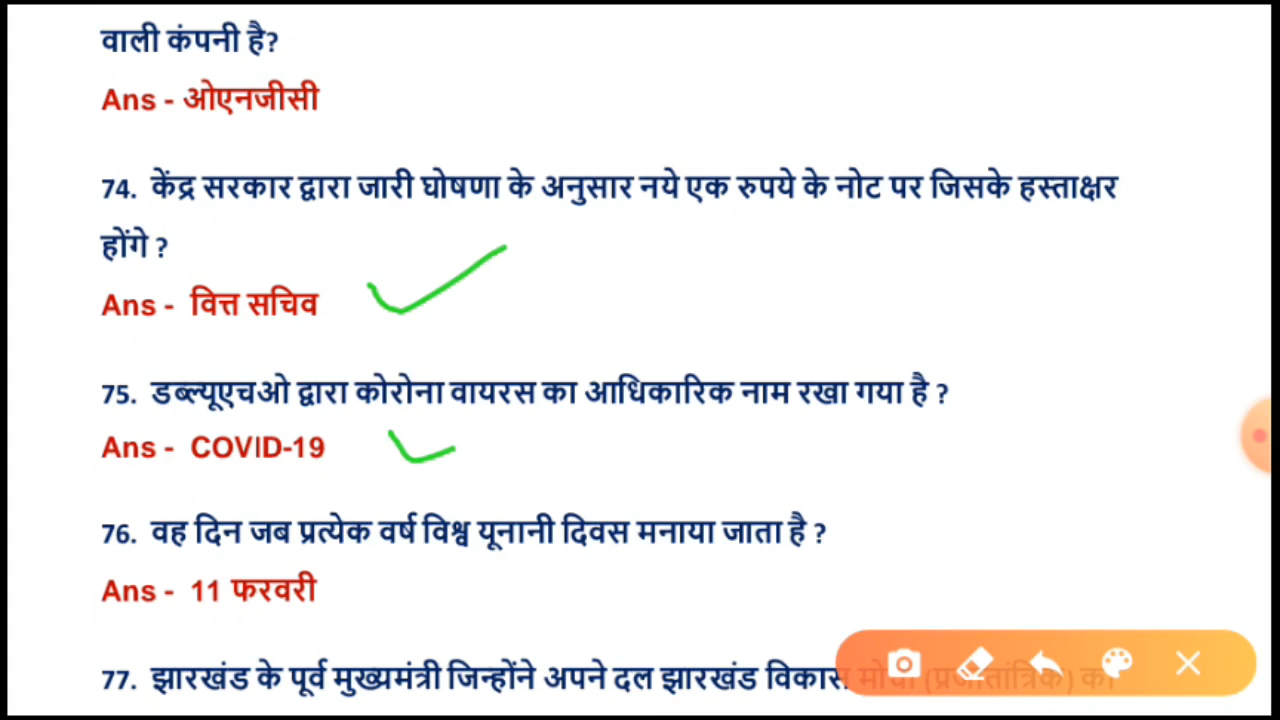 वाली कंपनी है?
Ans - ओएनजीसी
74. केंद्र सरकार द्वारा जारी घोषणा के अनुसार नये एक रुपये के नोट पर जिसके हस्ताक्षर
होंगे ?
Ans - वित्त सचिव
75. डब्ल्यूएचओ द्वारा कोरोना वायरस का आधिकारिक नाम रखा गया है ?
Ans - COVID-19
76. वह दिन जब प्रत्येक वर्ष विश्व यूनानी दिवस मनाया जाता है ?
Ans - 11 फरवरी
77. झारखंड के पूर्व मुख्यमंत्री जिन्होंने अपने दल झारखंड विकास मोर्चा (प्रजातांत्रिक) का